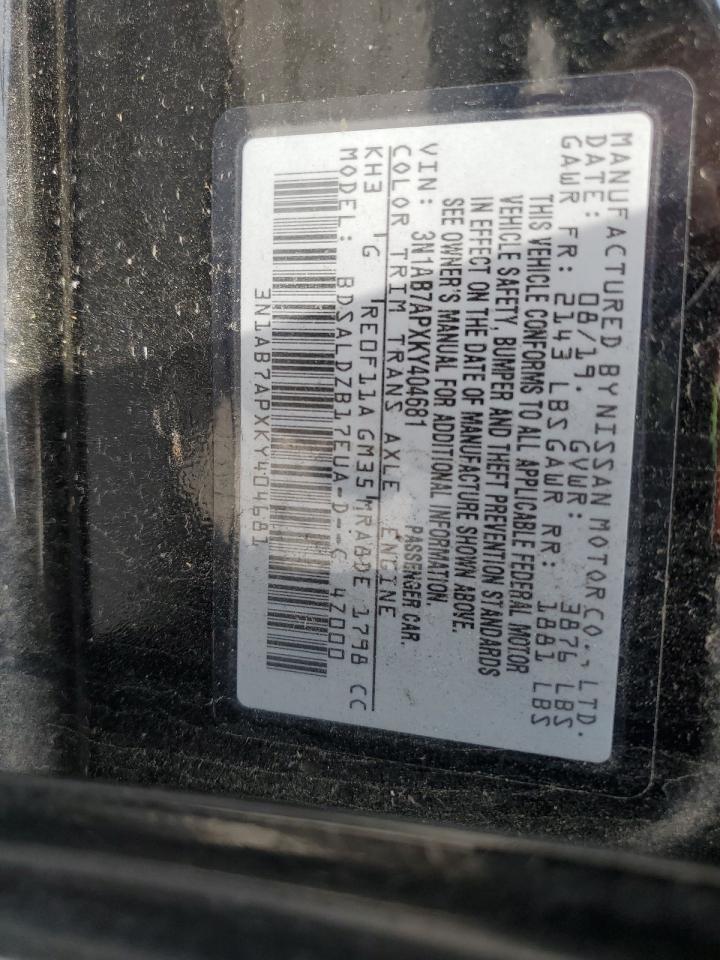 MANUFACTURED BY NISSAN MOTOR CO., LTD.
DATE: 08/19. GVWR: 3876 LBS
GAWR FR: 2143 LBS GAWR RR: 1881 LBS
THIS VEHICLE CONFORMS TO ALL APPLICABLE FEDERAL MOTOR
VEHICLE SAFETY, BUMPER AND THEFT PREVENTION STANDARDS
IN EFFECT ON THE DATE OF MANUFACTURE SHOWN ABOVE.
SEE OWNER'S MANUAL FOR ADDITIONAL INFORMATION.
VIN: 3N1AB7APXKY404681 PASSENGER CAR.
COLOR TRIM TRANS AXLE ENGINE
KH3 G RE0F11A GM35 MRA8DE 1798 CC
MODEL: BDSALDZB17EUA-D--C 4Z000
3N1AB7APXKY404681